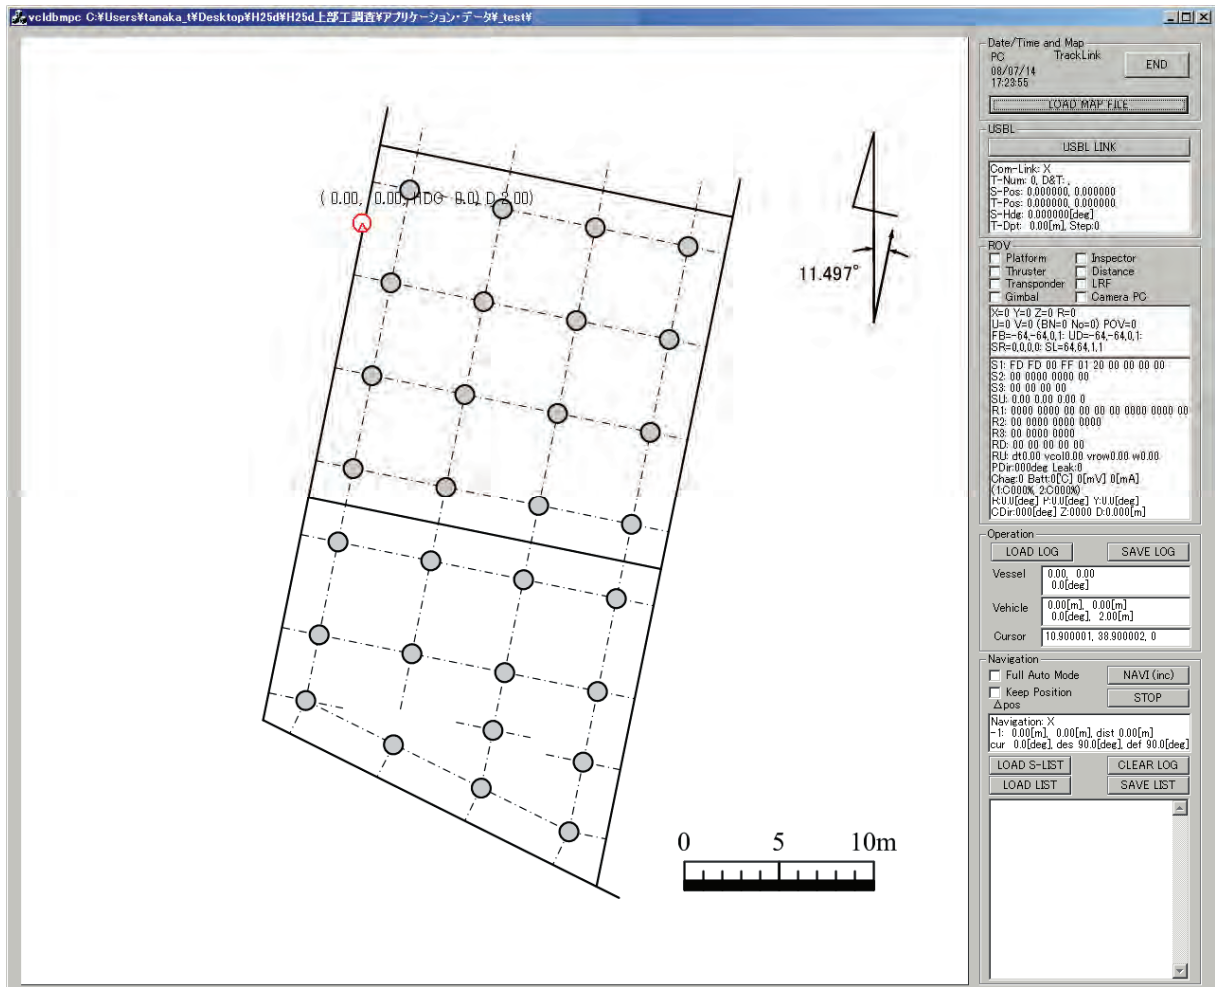 vcldbmpc C:¥Users¥tanaka_t¥Desktop¥H25d¥H25d上部工調査¥アプリケーション・データ¥_test¥
( 0.00, 0.00, HDG 0.0) D 2.00)
11.497°
0 5 10m
Date/Time and Map
PC TrackLink
08/07/14
17:23:55
END
LOAD MAP FILE
USBL
USBL LINK
Com-Link: X
T-Num: 0, D&T: ,
S-Pos: 0.000000, 0.000000
T-Pos: 0.000000, 0.000000
S-Hdg: 0.000000[deg]
T-Dpt: 0.00[m], Step:0
ROV
Platform Inspector
Thruster Distance
Transponder LRF
Gimbal Camera PC
X=0 Y=0 Z=0 R=0
U=0 V=0 (BN=0 No=0) POV=0
FB=-64,-64,0,1: UD=-64,-64,0,1:
SR=0,0,0,0: SL=64,64,1,1
S1: FD FD 00 FF 01 20 00 00 00 00
S2: 00 0000 0000 00
S3: 00 00 00 00
SU: 0.00 0.00 0.00 0
R1: 0000 0000 00 00 00 00 0000 0000 00
R2: 0000 0000 0000
R3: 00 0000 0000
RD: 00 00 00 00 00
RU: dt0.00 vcol0.00 vrow0.00 w0.00
PDir:000deg Leak:0
Chag:0 Batt:0[C] 0[mV] 0[mA]
(1:C000%, 2:C000%)
R:0.0[deg] P:0.0[deg] Y:0.0[deg]
CDir:000[deg] Z:0000 D:0.000[m]
Operation
LOAD LOG SAVE LOG
Vessel 0.00, 0.00
0.0[deg]
Vehicle 0.00[m], 0.00[m]
0.0[deg], 2.00[m]
Cursor 10.900001, 38.900002, 0
Navigation
Full Auto Mode NAVI (inc)
Keep Position STOP
Δpos
Navigation: X
-1: 0.00[m], 0.00[m], dist 0.00[m]
cur 0.0[deg], des 90.0[deg], def 90.0[deg]
LOAD S-LIST CLEAR LOG
LOAD LIST SAVE LIST